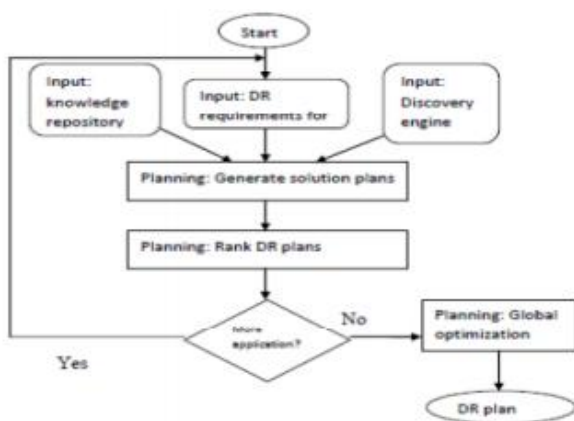 Start
Input:
knowledge
repository
Input: DR
requirements for
Input:
Discovery
engine
Planning: Generate solution plans
Planning: Rank DR plans
More
application?
No
Yes
Planning: Global
optimization
DR plan